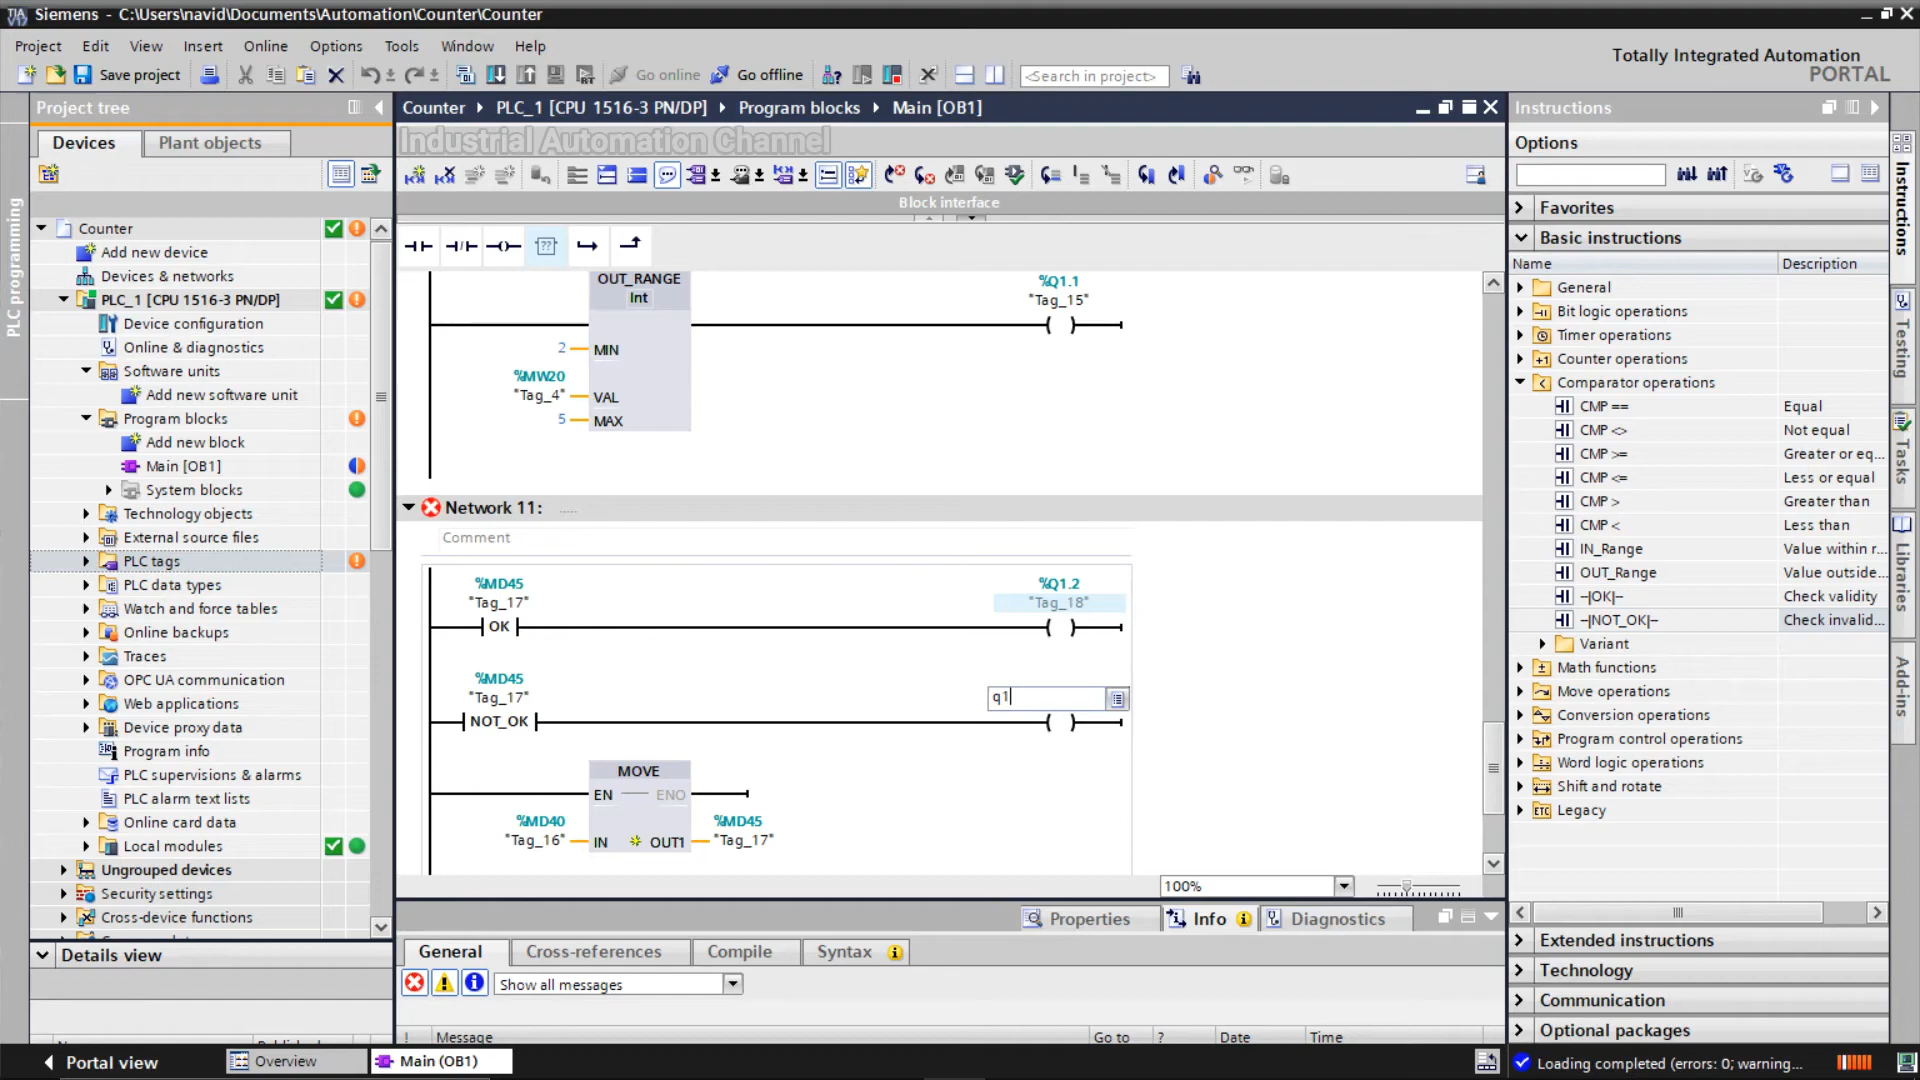 Siemens - C:\Users\navid\Documents\Automation\Counter\Counter
Project Edit View Insert Online Options Tools Window Help
Totally Integrated Automation
PORTAL
Save project
Go online
Go offline
<Search in project>
Project tree
Devices
Plant objects
PLC programming
Counter
Add new device
Devices & networks
PLC_1 [CPU 1516-3 PN/DP]
Device configuration
Online & diagnostics
Software units
Add new software unit
Program blocks
Add new block
Main [OB1]
System blocks
Technology objects
External source files
PLC tags
PLC data types
Watch and force tables
Online backups
Traces
OPC UA communication
Web applications
Device proxy data
Program info
PLC supervisions & alarms
PLC alarm text lists
Online card data
Local modules
Ungrouped devices
Security settings
Cross-device functions
Details view
Counter PLC_1 [CPU 1516-3 PN/DP] Program blocks Main [OB1]
Industrial Automation Channel
Block interface
??
OUT_RANGE
Int
%Q1.1
"Tag_15"
2 MIN
%MW20
"Tag_4" VAL
5 MAX
Network 11: .....
Comment
%MD45
"Tag_17"
OK
%Q1.2
"Tag_18"
%MD45
"Tag_17"
NOT_OK
q1
MOVE
EN ENO
%MD40
"Tag_16" IN
OUT1
%MD45
"Tag_17"
100%
Properties Info Diagnostics
General Cross-references Compile Syntax
Show all messages
! Message Go to ? Date Time
Instructions
Options
Favorites
Basic instructions
Name Description
General
Bit logic operations
Timer operations
Counter operations
Comparator operations
CMP == Equal
CMP <> Not equal
CMP >= Greater or eq...
CMP <= Less or equal
CMP > Greater than
CMP < Less than
IN_Range Value within r...
OUT_Range Value outside...
-|OK|- Check validity
-|NOT_OK|- Check invalid...
Variant
Math functions
Move operations
Conversion operations
Program control operations
Word logic operations
Shift and rotate
Legacy
Extended instructions
Technology
Communication
Optional packages
Instructions
Testing
Tasks
Libraries
Add-ins
Portal view
Overview
Main (OB1)
Loading completed (errors: 0; warning...